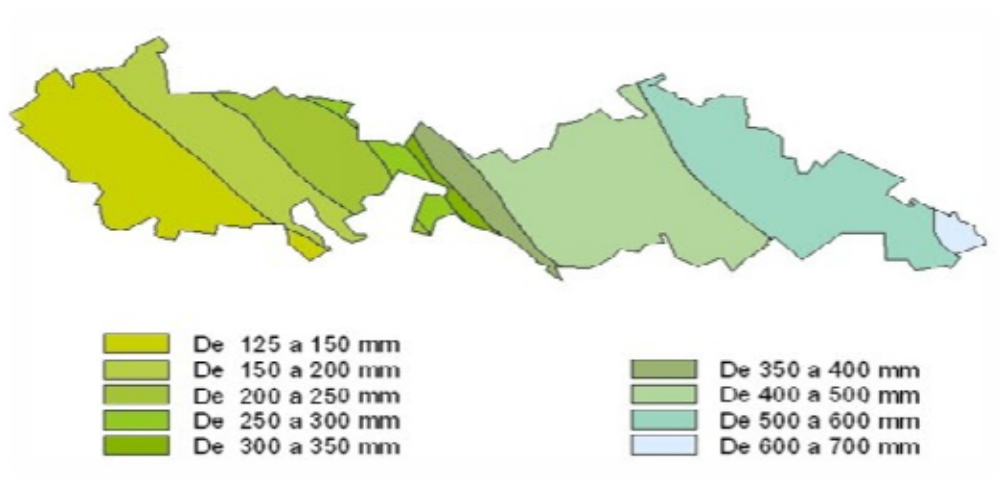 De 125 a 150 mm
De 150 a 200 mm
De 200 a 250 mm
De 250 a 300 mm
De 300 a 350 mm
De 350 a 400 mm
De 400 a 500 mm
De 500 a 600 mm
De 600 a 700 mm